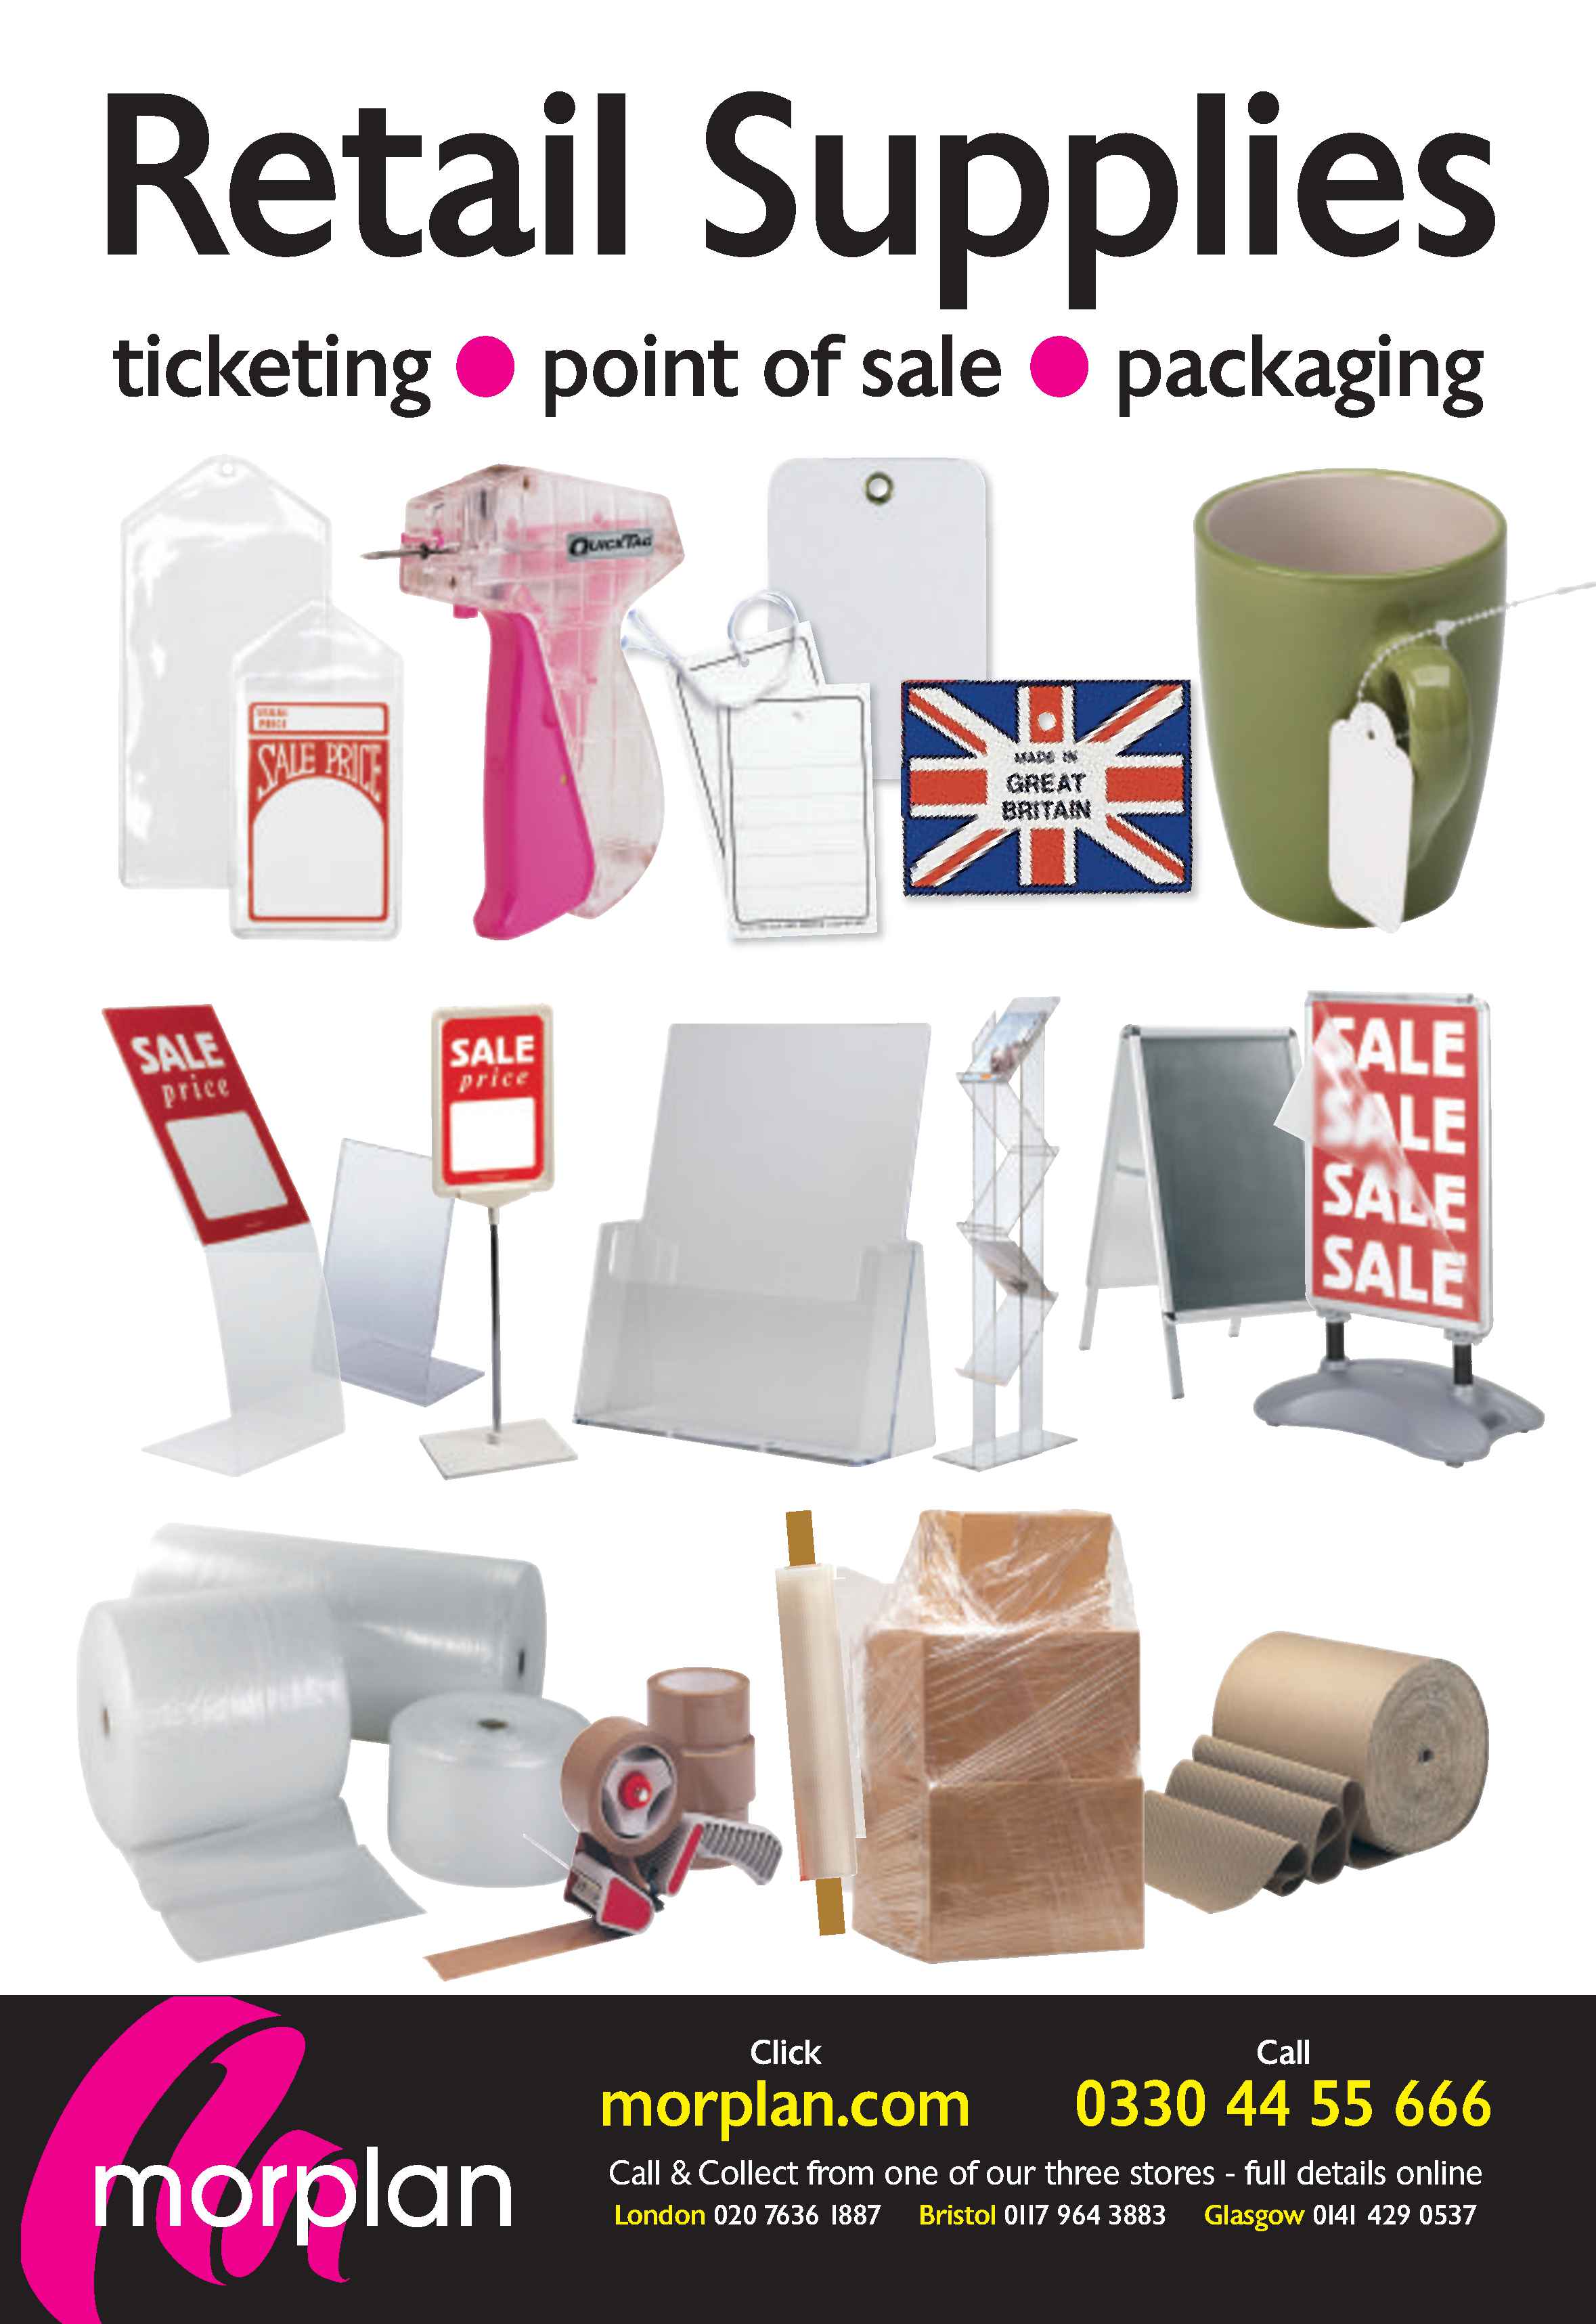 Retail Supplies
ticketing ● point of sale ● packaging
QUICKTAG
USUAL
PRICE
SALE PRICE
MADE IN
GREAT
BRITAIN
SALE
price
SALE
price
SALE
SALE
SALE
SALE
morplan
Click
morplan.com
Call
0330 44 55 666
Call & Collect from one of our three stores - full details online
London 020 7636 1887 Bristol 0117 964 3883 Glasgow 0141 429 0537